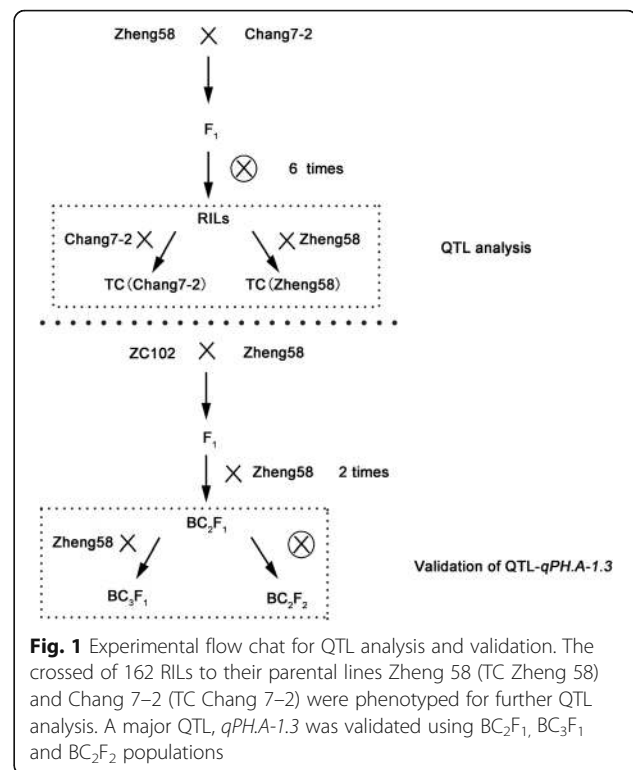 Zheng58 X Chang7-2
F₁
6 times
RILs
Chang7-2 X X Zheng58
QTL analysis
TC(Chang7-2) TC(Zheng58)
ZC102 X Zheng58
F₁
X Zheng58 2 times
BC₂F₁
Zheng58 X X
Validation of QTL-qPH.A-1.3
BC₃F₁ BC₂F₂
Fig. 1 Experimental flow chat for QTL analysis and validation. The
crossed of 162 RILs to their parental lines Zheng 58 (TC Zheng 58)
and Chang 7–2 (TC Chang 7–2) were phenotyped for further QTL
analysis. A major QTL, qPH.A-1.3 was validated using BC₂F₁, BC₃F₁
and BC₂F₂ populations